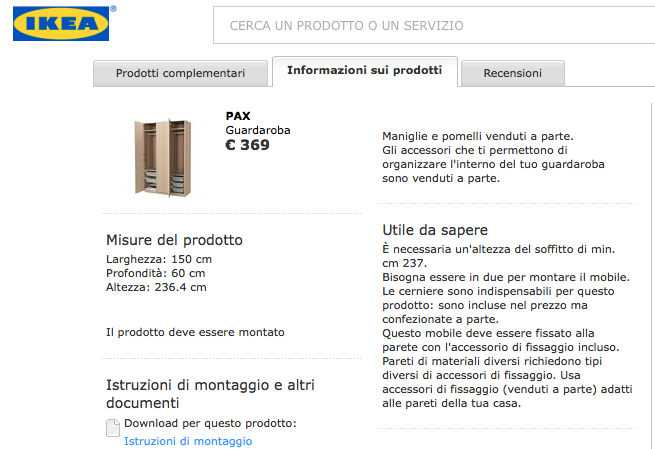 IKEA®
CERCA UN PRODOTTO O UN SERVIZIO
Prodotti complementari
Informazioni sui prodotti
Recensioni
PAX
Guardaroba
€ 369
Misure del prodotto
Larghezza: 150 cm
Profondità: 60 cm
Altezza: 236.4 cm
Il prodotto deve essere montato
Istruzioni di montaggio e altri
documenti
Download per questo prodotto:
Istruzioni di montaggio
Maniglie e pomelli venduti a parte.
Gli accessori che ti permettono di
organizzare l'interno del tuo guardaroba
sono venduti a parte.
Utile da sapere
È necessaria un'altezza del soffitto di min.
cm 237.
Bisogna essere in due per montare il mobile.
Le cerniere sono indispensabili per questo
prodotto: sono incluse nel prezzo ma
confezionate a parte.
Questo mobile deve essere fissato alla
parete con l'accessorio di fissaggio incluso.
Pareti di materiali diversi richiedono tipi
diversi di accessori di fissaggio. Usa
accessori di fissaggio (venduti a parte) adatti
alle pareti della tua casa.